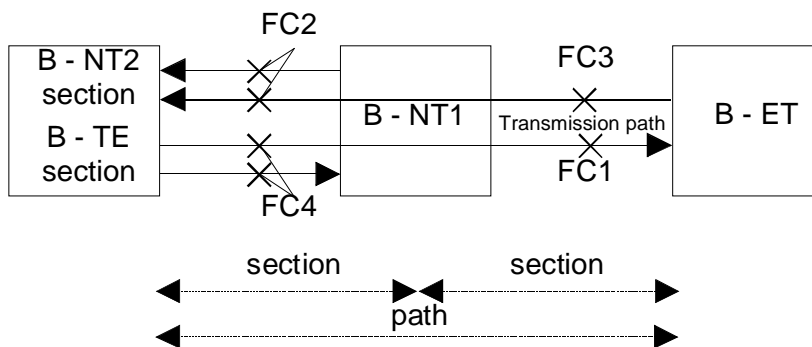 FC2
B - NT2
section
B - TE
section
FC4
B - NT1
FC3
Transmission path
FC1
B - ET
section
section
path